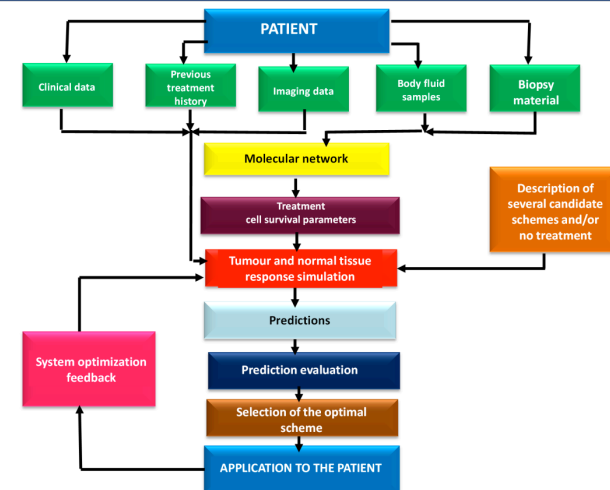 PATIENT
Clinical data
Previous
treatment
history
Imaging data
Body fluid
samples
Biopsy
material
Molecular network
Treatment
cell survival parameters
Description of
several candidate
schemes and/or
no treatment
Tumour and normal tissue
response simulation
Predictions
System optimization
feedback
Prediction evaluation
Selection of the optimal
scheme
APPLICATION TO THE PATIENT